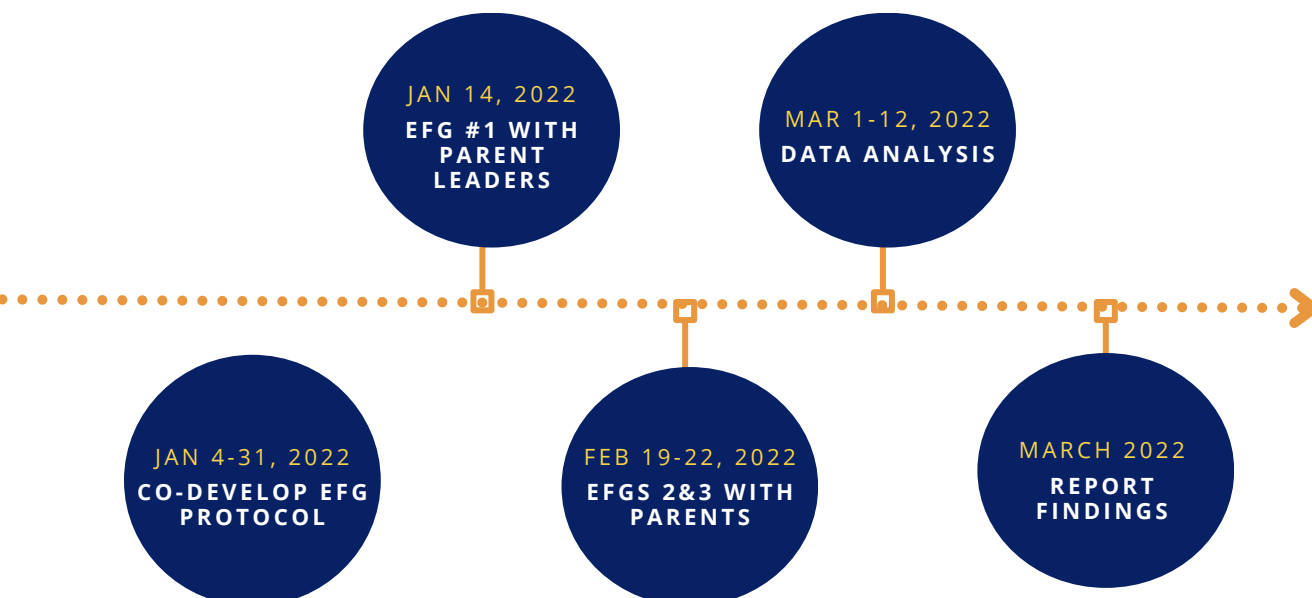 JAN 14, 2022
EFG #1 WITH
PARENT
LEADERS
MAR 1-12, 2022
DATA ANALYSIS
JAN 4-31, 2022
CO-DEVELOP EFG
PROTOCOL
FEB 19-22, 2022
EFGS 2&3 WITH
PARENTS
MARCH 2022
REPORT
FINDINGS